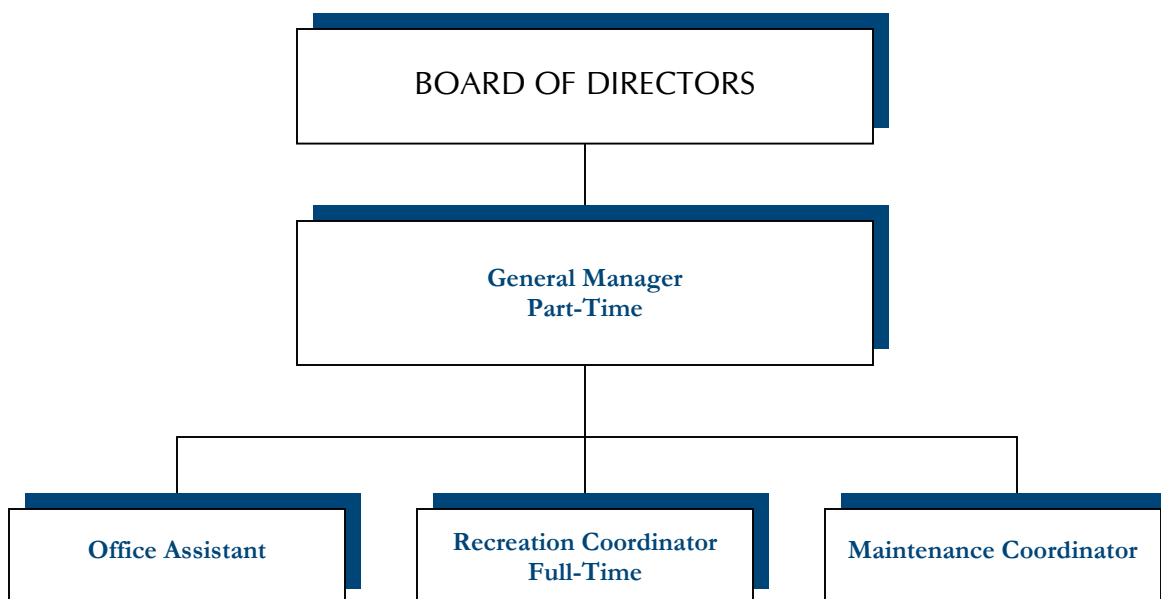 BOARD OF DIRECTORS
General Manager
Part-Time
Office Assistant
Recreation Coordinator
Full-Time
Maintenance Coordinator